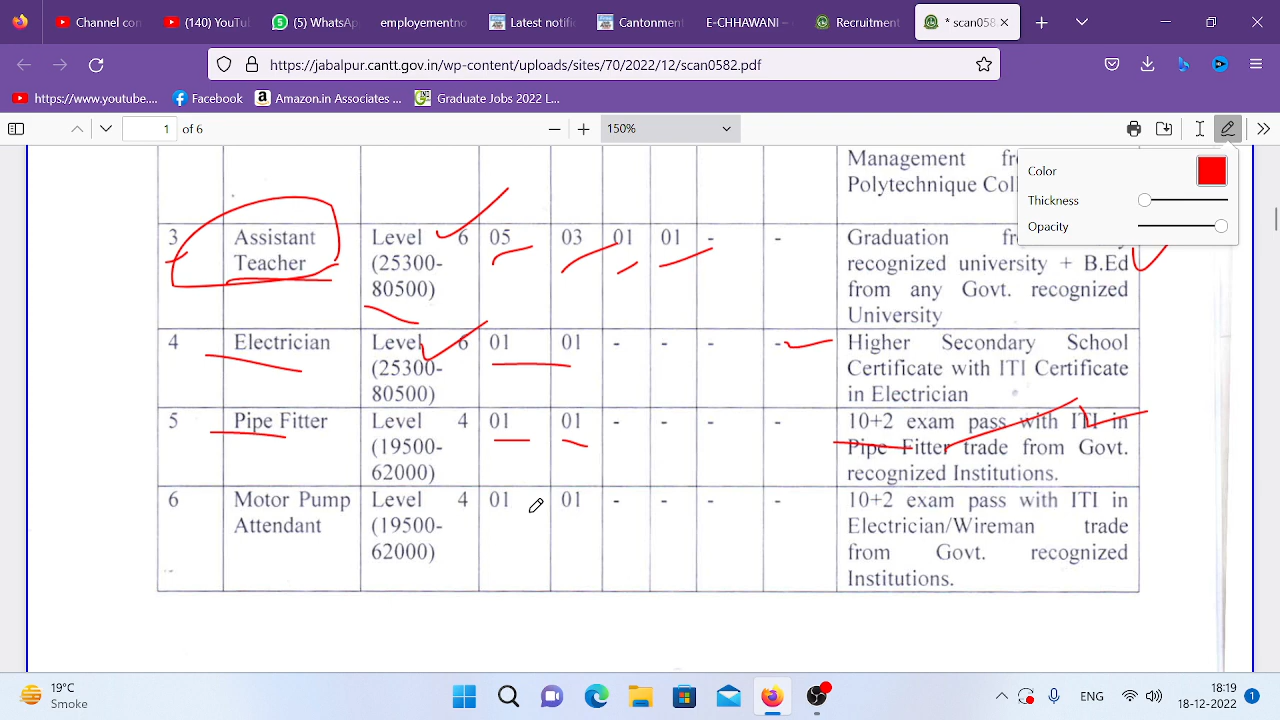 Channel con
(140) YouTu
(5) WhatsApp
employmentno
Latest notifi
Cantonment
E-CHHAWANI -
Recruitment
* scan058
https://jabalpur.cantt.gov.in/wp-content/uploads/sites/70/2022/12/scan0582.pdf
https://www.youtube....
Facebook
Amazon.in Associates ...
Graduate Jobs 2022 I...
1 of 6
150%
Color
Thickness
Opacity
Management
Polytechnique Col
3 Assistant Level 6 05 03 01 01 - - Graduation
Teacher (25300- recognized university + B.Ed
80500) from any Govt. recognized
University
4 Electrician Level 6 01 01 - - - - Higher Secondary School
(25300- Certificate with ITI Certificate
80500) in Electrician
5 Pipe Fitter Level 4 01 01 - - - - 10+2 exam pass with ITI in
(19500- Pipe Fitter trade from Govt.
62000) recognized Institutions.
6 Motor Pump Level 4 01 01 - - - - 10+2 exam pass with ITI in
Attendant (19500- Electrician/Wireman trade
62000) from Govt. recognized
Institutions.
19°C
Smoke
ENG
18:19
18-12-2022
1